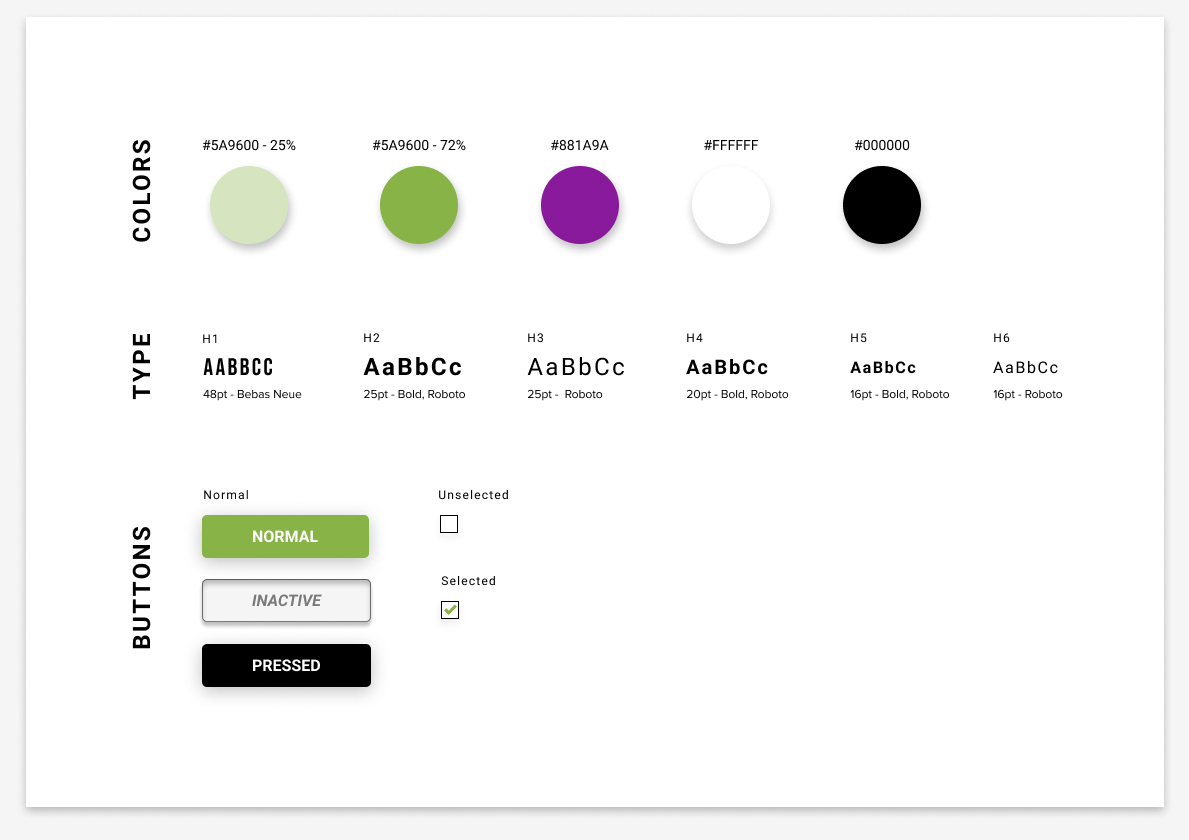 COLORS
#5A9600 - 25%
#5A9600 - 72%
#881A9A
#FFFFFF
#000000
TYPE
H1
AABBCC
48pt - Bebas Neue
H2
AaBbCc
25pt - Bold, Roboto
H3
AaBbCc
25pt -  Roboto
H4
AaBbCc
20pt - Bold, Roboto
H5
AaBbCc
16pt - Bold, Roboto
H6
AaBbCc
16pt - Roboto
BUTTONS
Normal
NORMAL
INACTIVE
PRESSED
Unselected
Selected